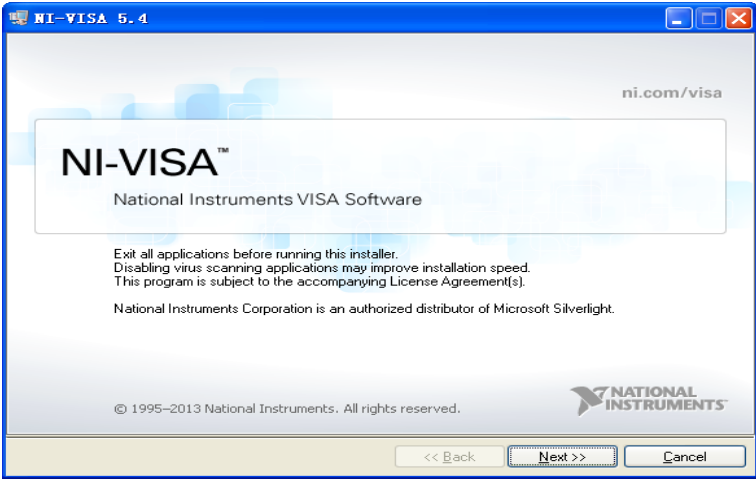 NI-VISA 5.4
ni.com/visa
NI-VISA™
National Instruments VISA Software
Exit all applications before running this installer.
Disabling virus scanning applications may improve installation speed.
This program is subject to the accompanying License Agreement(s).
National Instruments Corporation is an authorized distributor of Microsoft Silverlight.
© 1995–2013 National Instruments. All rights reserved.
NATIONAL
INSTRUMENTS™
<< Back Next >> Cancel